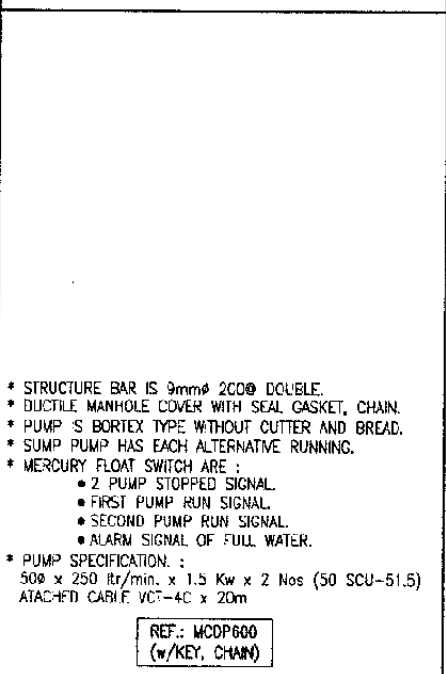 * STRUCTURE BAR IS 9mmø 200@ DOUBLE.
* DUCTILE MANHOLE COVER WITH SEAL GASKET, CHAIN.
* PUMP IS BORTEX TYPE WITHOUT CUTTER AND BREAD.
* SUMP PUMP HAS EACH ALTERNATIVE RUNNING.
* MERCURY FLOAT SWITCH ARE :
● 2 PUMP STOPPED SIGNAL.
● FIRST PUMP RUN SIGNAL.
● SECOND PUMP RUN SIGNAL.
● ALARM SIGNAL OF FULL WATER.
* PUMP SPECIFICATION. :
50ø x 250 ltr/min. x 1.5 Kw x 2 Nos (50 SCU-51.5)
ATACHED CABLE VCT-4C x 20m
REF.: MCDP600
(w/KEY, CHAIN)